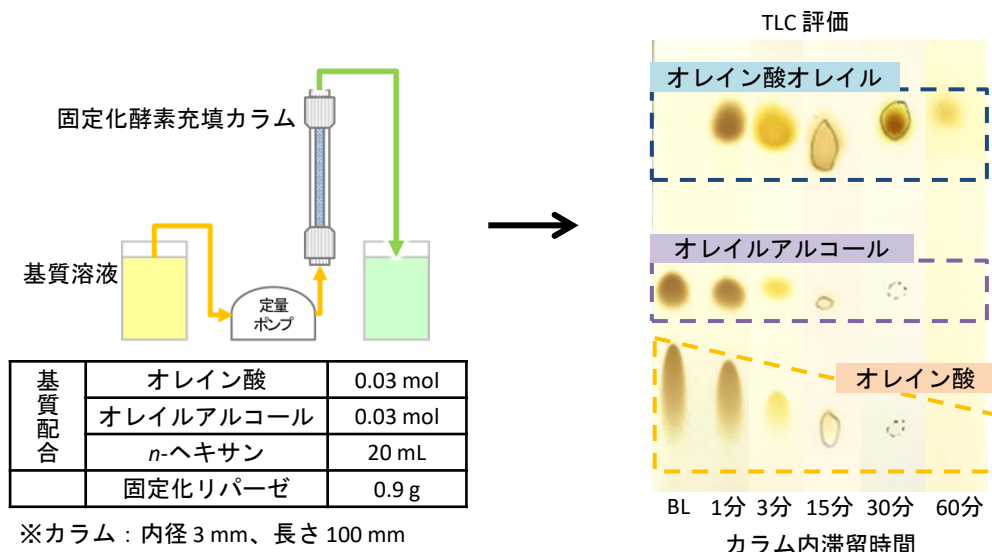 固定化酵素充填カラム
基質溶液
定量
ポンプ
基質配合
オレイン酸 0.03 mol
オレイルアルコール 0.03 mol
n-ヘキサン 20 mL
固定化リパーゼ 0.9 g
※カラム：内径 3 mm、長さ 100 mm
TLC 評価
オレイン酸オレイル
オレイルアルコール
オレイン酸
BL 1分 3分 15分 30分 60分
カラム内滞留時間